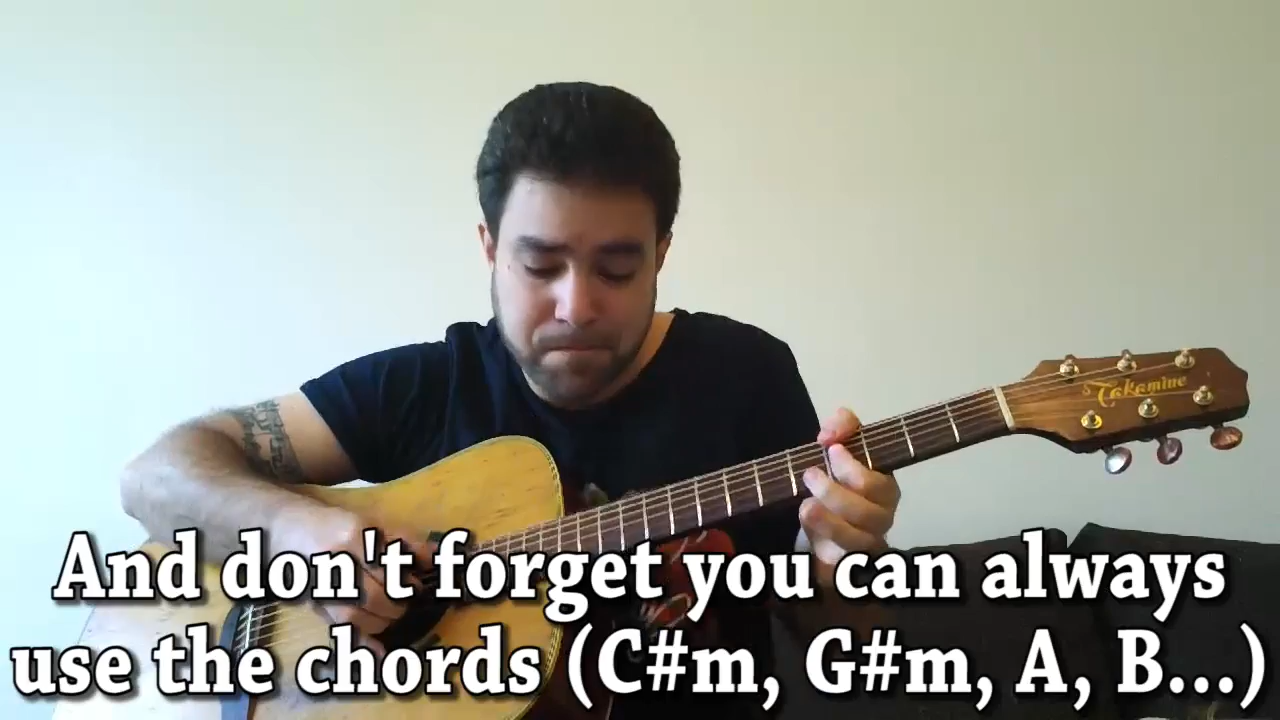 Takamine
And don't forget you can always
use the chords (C#m, G#m, A, B...)